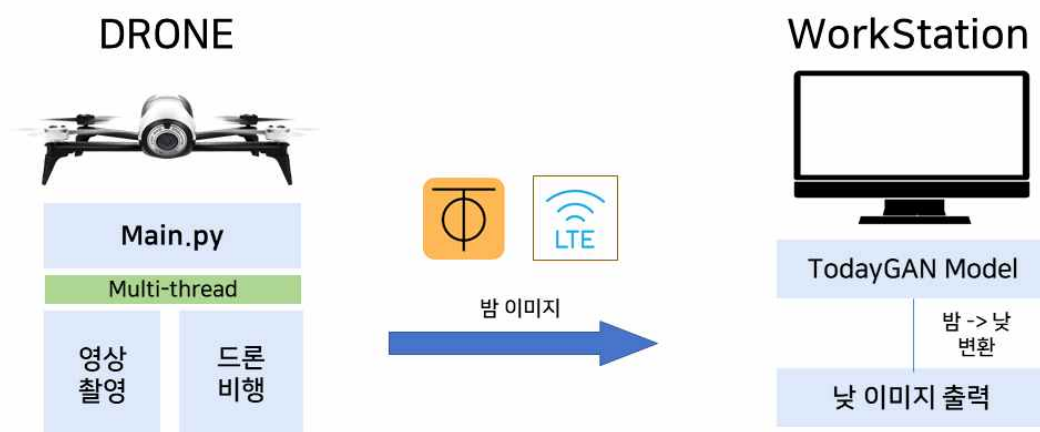 DRONE
WorkStation
Main.py
Multi-thread
영상
촬영
드론
비행
LTE
밤 이미지
TodayGAN Model
밤 -> 낮
변환
낮 이미지 출력